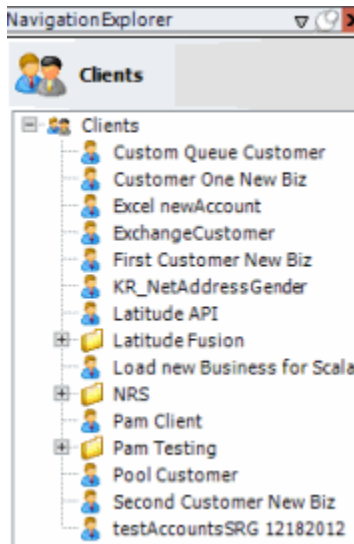 NavigationExplorer
Clients
Clients
Custom Queue Customer
Customer One New Biz
Excel newAccount
ExchangeCustomer
First Customer New Biz
KR_NetAddressGender
Latitude API
Latitude Fusion
Load new Business for Scala
NRS
Pam Client
Pam Testing
Pool Customer
Second Customer New Biz
testAccountsSRG 12182012